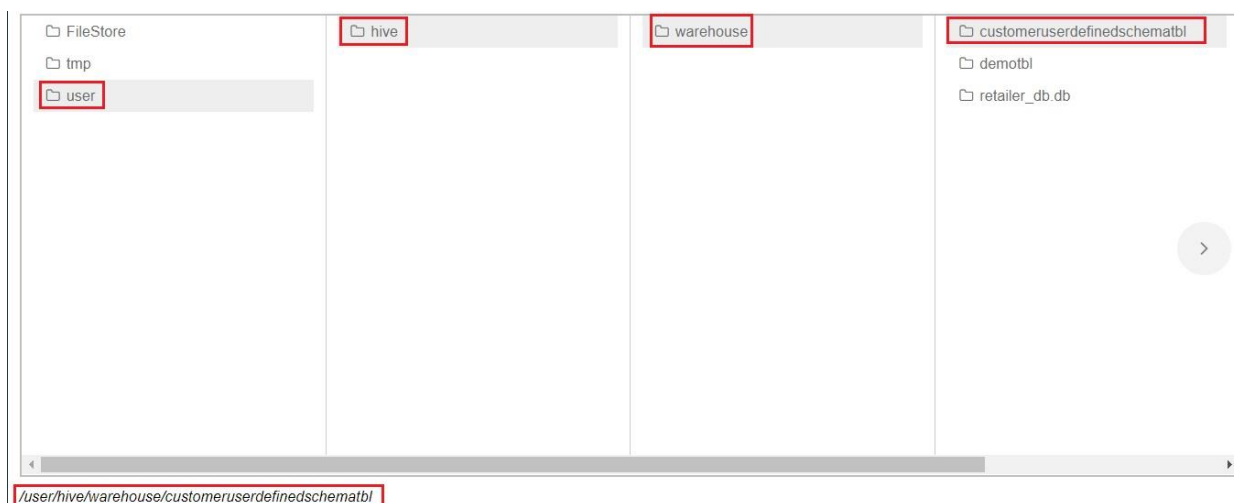 FileStore
tmp
user
hive
warehouse
customeruserdefinedschematbl
demotbl
retailer_db.db
/user/hive/warehouse/customeruserdefinedschematbl